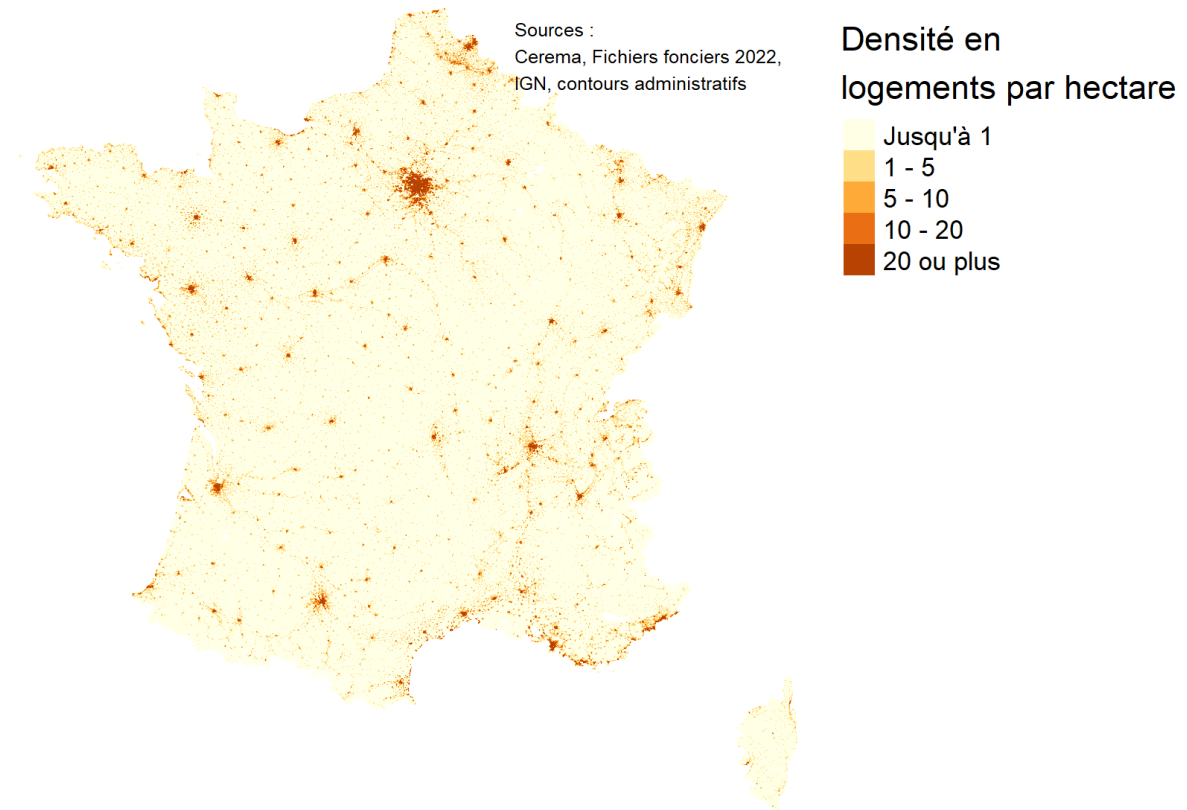 Sources :
Cerema, Fichiers fonciers 2022,
IGN, contours administratifs
Densité en
logements par hectare
Jusqu'à 1
1 - 5
5 - 10
10 - 20
20 ou plus